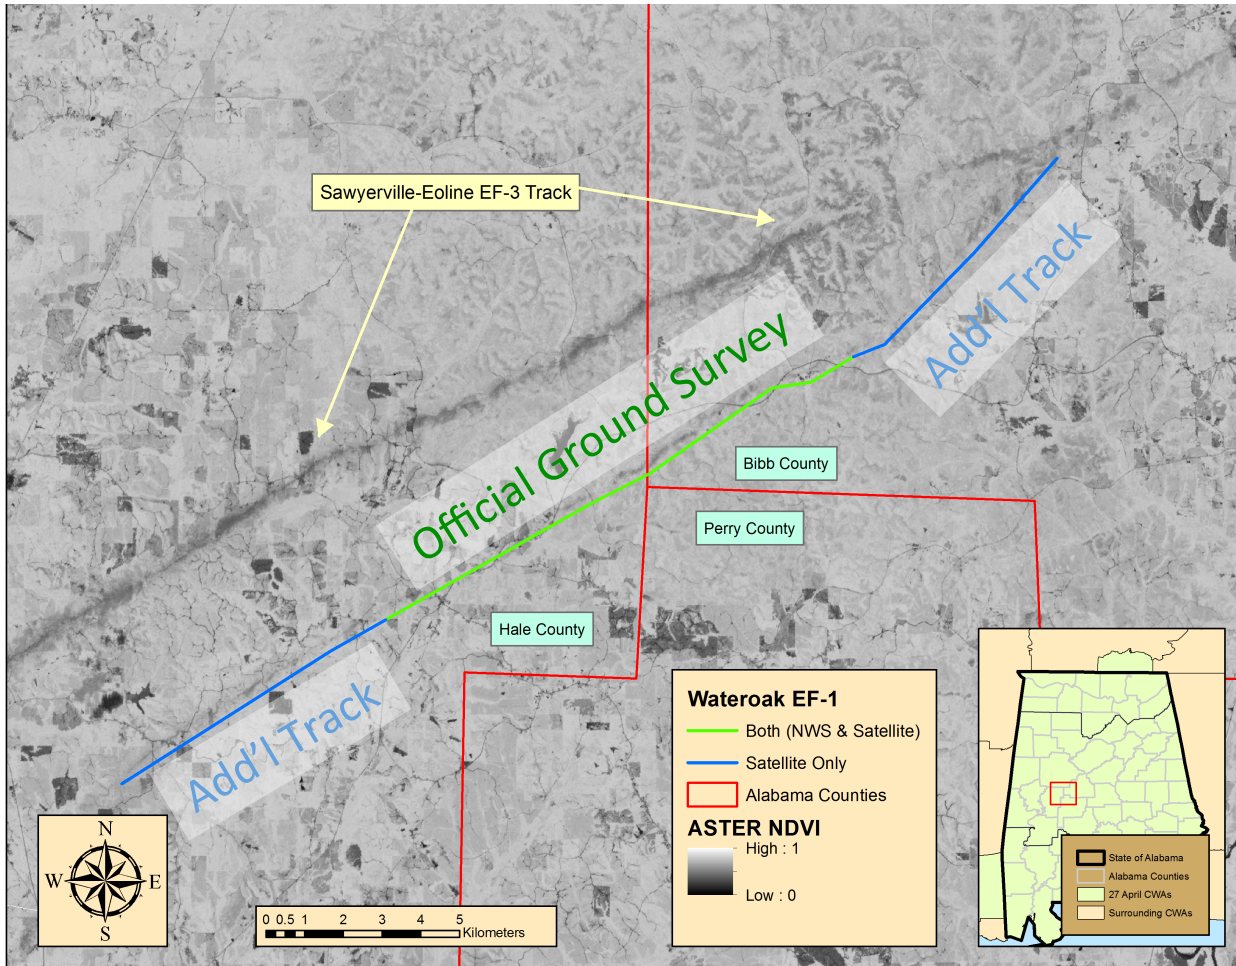 Sawyerville-Eoline EF-3 Track
Add'l Track
Official Ground Survey
Bibb County
Perry County
Hale County
Add'l Track
Wateroak EF-1
Both (NWS & Satellite)
Satellite Only
Alabama Counties
ASTER NDVI
High : 1
Low : 0
N
W
E
S
0 0.5 1 2 3 4 5
Kilometers
State of Alabama
Alabama Counties
27 April CWAs
Surrounding CWAs